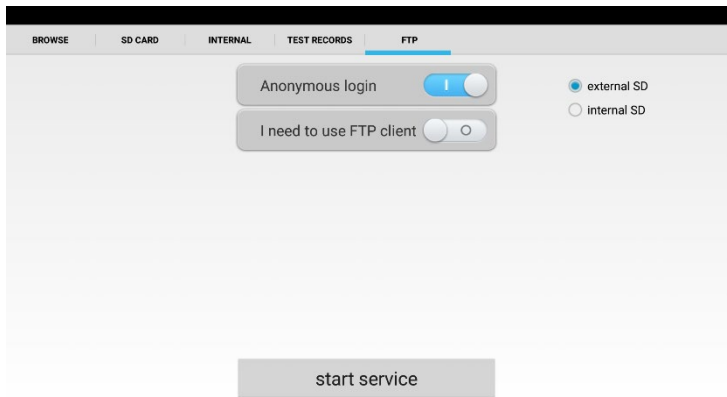 BROWSE SD CARD INTERNAL TEST RECORDS FTP
Anonymous login
I need to use FTP client
external SD
internal SD
start service